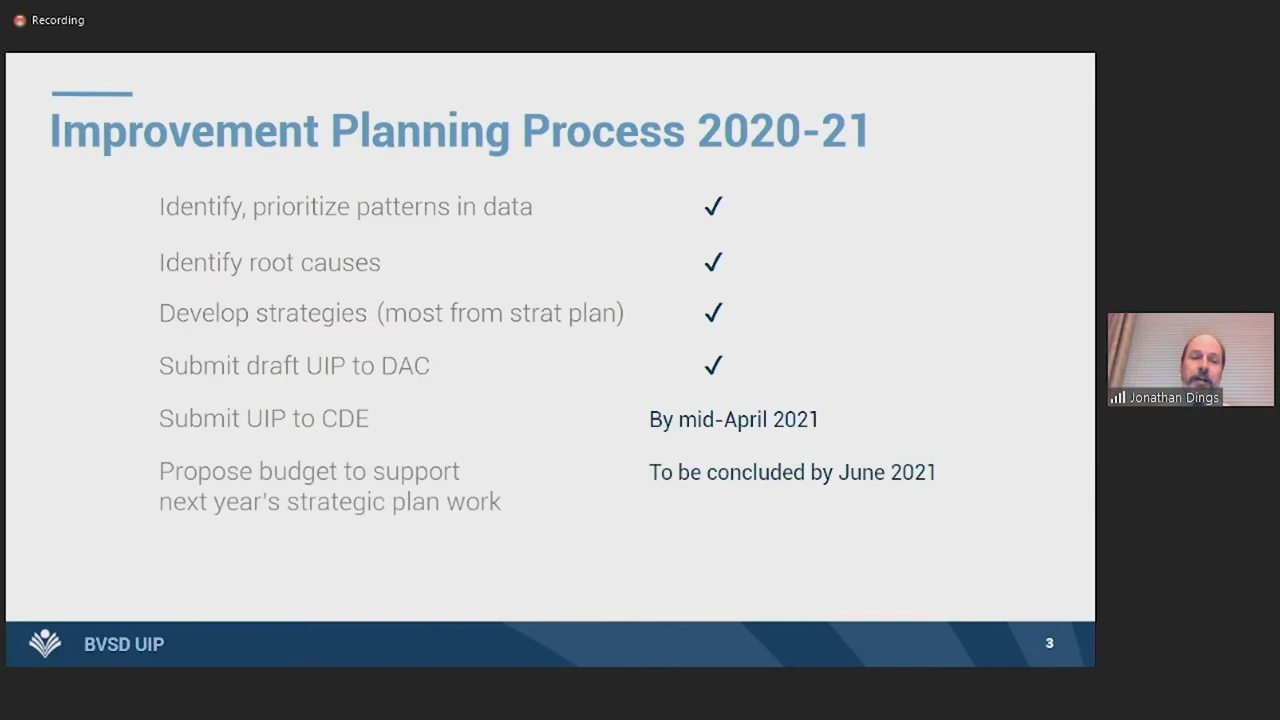 Recording
Improvement Planning Process 2020-21
Identify, prioritize patterns in data ✓
Identify root causes ✓
Develop strategies (most from strat plan) ✓
Submit draft UIP to DAC ✓
Submit UIP to CDE By mid-April 2021
Propose budget to support To be concluded by June 2021
next year's strategic plan work
Jonathan Dings
BVSD UIP 3